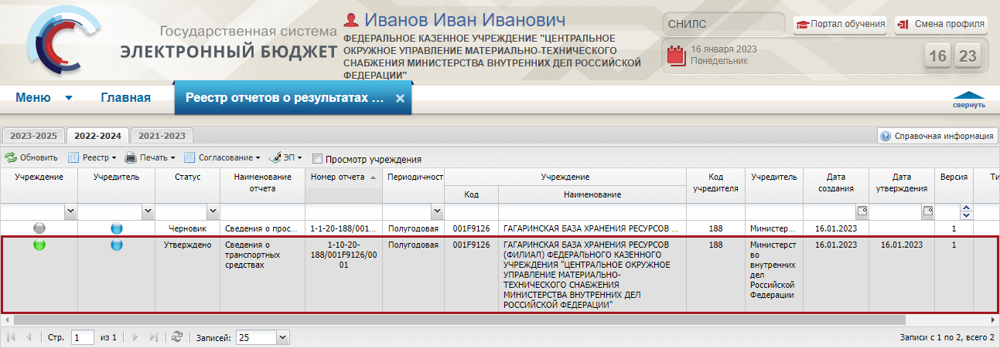 Государственная система
ЭЛЕКТРОННЫЙ БЮДЖЕТ
Иванов Иван Иванович
ФЕДЕРАЛЬНОЕ КАЗЕННОЕ УЧРЕЖДЕНИЕ "ЦЕНТРАЛЬНОЕ
ОКРУЖНОЕ УПРАВЛЕНИЕ МАТЕРИАЛЬНО-ТЕХНИЧЕСКОГО
СНАБЖЕНИЯ МИНИСТЕРСТВА ВНУТРЕННИХ ДЕЛ РОССИЙСКОЙ
ФЕДЕРАЦИИ"
СНИЛС
Портал обучения
Смена профиля
16 января 2023
Понедельник
16 23
Меню
Главная
Реестр отчетов о результатах ...
свернуть
2023-2025
2022-2024
2021-2023
Справочная информация
Обновить
Реестр
Печать
Согласование
ЭП
Просмотр учреждения
Учреждение
Учредитель
Статус
Наименование
отчета
Номер отчета
Периодичност
Учреждение
Код
Наименование
Код
учредителя
Учредитель
Дата
создания
Дата
утверждения
Версия
Ти
Черновик
Сведения о прос...
1-1-20-188/001...
Полугодовая
001F9126
ГАГАРИНСКАЯ БАЗА ХРАНЕНИЯ РЕСУРСОВ ...
188
Министер...
16.01.2023
1
Утверждено
Сведения о
транспортных
средствах
1-10-20-
188/001F9126/00
01
Полугодовая
001F9126
ГАГАРИНСКАЯ БАЗА ХРАНЕНИЯ РЕСУРСОВ
(ФИЛИАЛ) ФЕДЕРАЛЬНОГО КАЗЕННОГО
УЧРЕЖДЕНИЯ "ЦЕНТРАЛЬНОЕ ОКРУЖНОЕ
УПРАВЛЕНИЕ МАТЕРИАЛЬНО-
ТЕХНИЧЕСКОГО СНАБЖЕНИЯ
МИНИСТЕРСТВА ВНУТРЕННИХ ДЕЛ
РОССИЙСКОЙ ФЕДЕРАЦИИ"
188
Министерст
во
внутренних
дел
Российской
Федерации
16.01.2023
16.01.2023
1
Стр. 1 из 1
Записей: 25
Записи с 1 по 2, всего 2